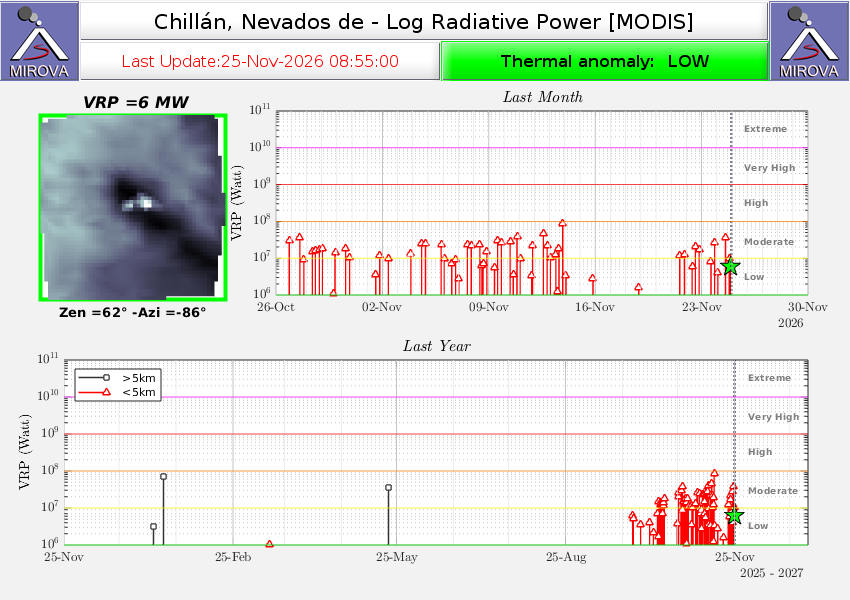 MIROVA
Chillán, Nevados de - Log Radiative Power [MODIS]
MIROVA
Last Update:25-Nov-2026 08:55:00
Thermal anomaly: LOW
VRP =6 MW
Zen =62° -Azi =-86°
Last Month
VRP (Watt)
10¹¹
10¹⁰
10⁹
10⁸
10⁷
10⁶
Extreme
Very High
High
Moderate
Low
26-Oct 02-Nov 09-Nov 16-Nov 23-Nov 30-Nov
2026
Last Year
VRP (Watt)
10¹¹
10¹⁰
10⁹
10⁸
10⁷
10⁶
>5km
<5km
Extreme
Very High
High
Moderate
Low
25-Nov 25-Feb 25-May 25-Aug 25-Nov
2025 - 2027